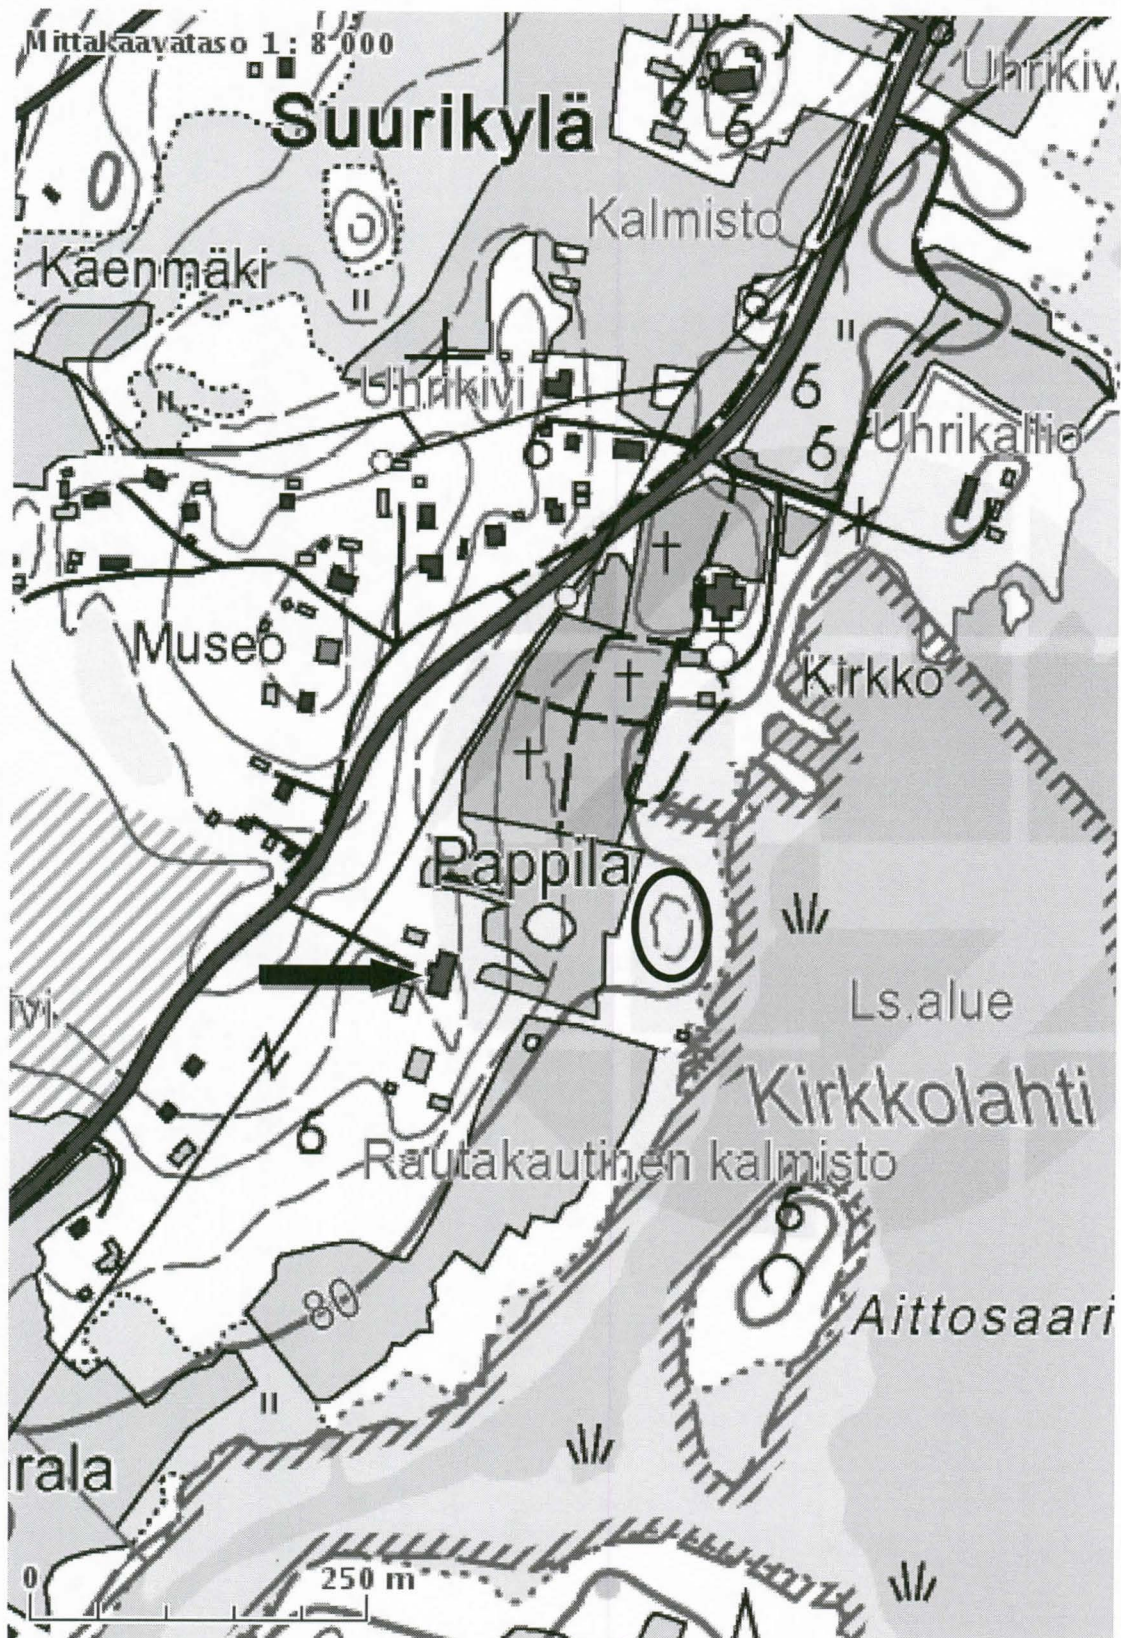 Mittakaavataso 1 : 8 000
Uhrikiv
Suurikylä
Kalmisto
Käenmäki
Uhrikivi
Uhrikallio
Museo
Kirkko
Pappila
Ls.alue
ivi
Kirkkolahti
Rautakautinen kalmisto
80
Aittosaari
rala
0 250 m